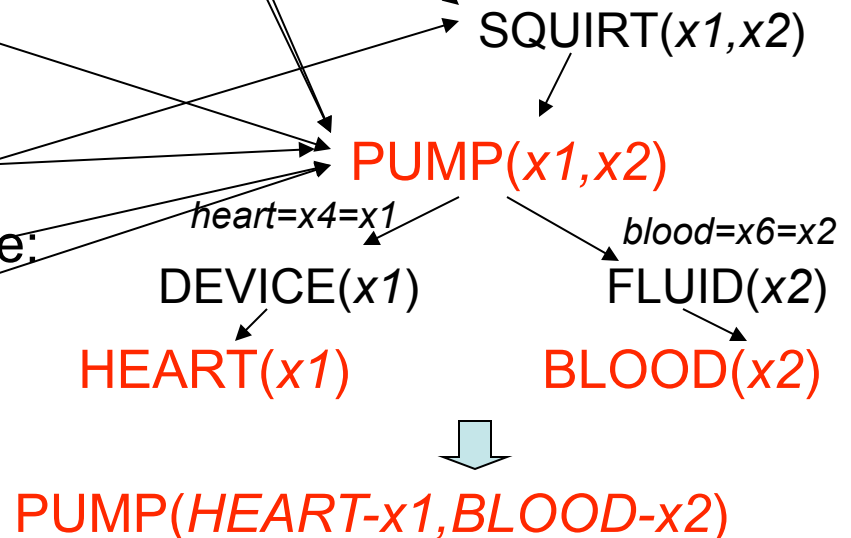 SQUIRT(x1,x2)
PUMP(x1,x2)
heart=x4=x1
blood=x6=x2
e:
DEVICE(x1)
FLUID(x2)
HEART(x1)
BLOOD(x2)
PUMP(HEART-x1,BLOOD-x2)